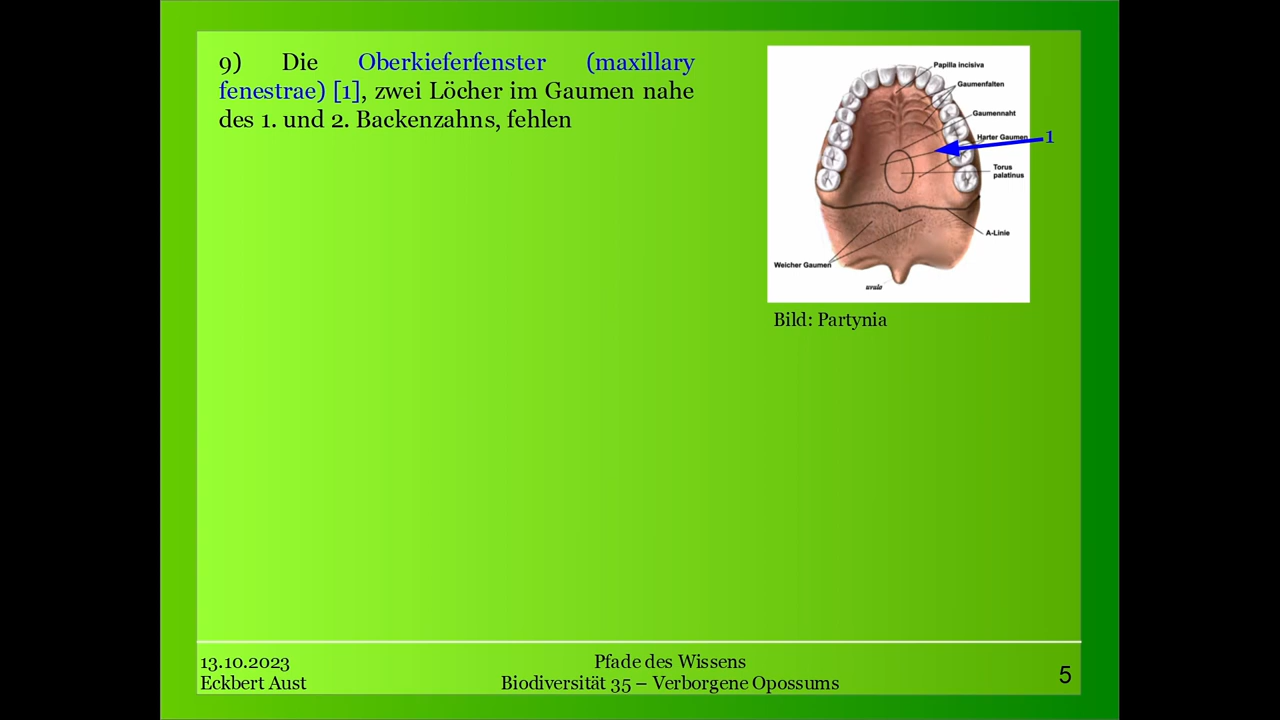 9) Die Oberkieferfenster (maxillary
fenestrae) [1], zwei Löcher im Gaumen nahe
des 1. und 2. Backenzahns, fehlen
Papilla incisiva
Gaumenfalten
Gaumennaht
Harter Gaumen
1
Torus
palatinus
A-Linie
Weicher Gaumen
uvula
Bild: Partynia
13.10.2023
Eckbert Aust
Pfade des Wissens
Biodiversität 35 – Verborgene Opossums
5